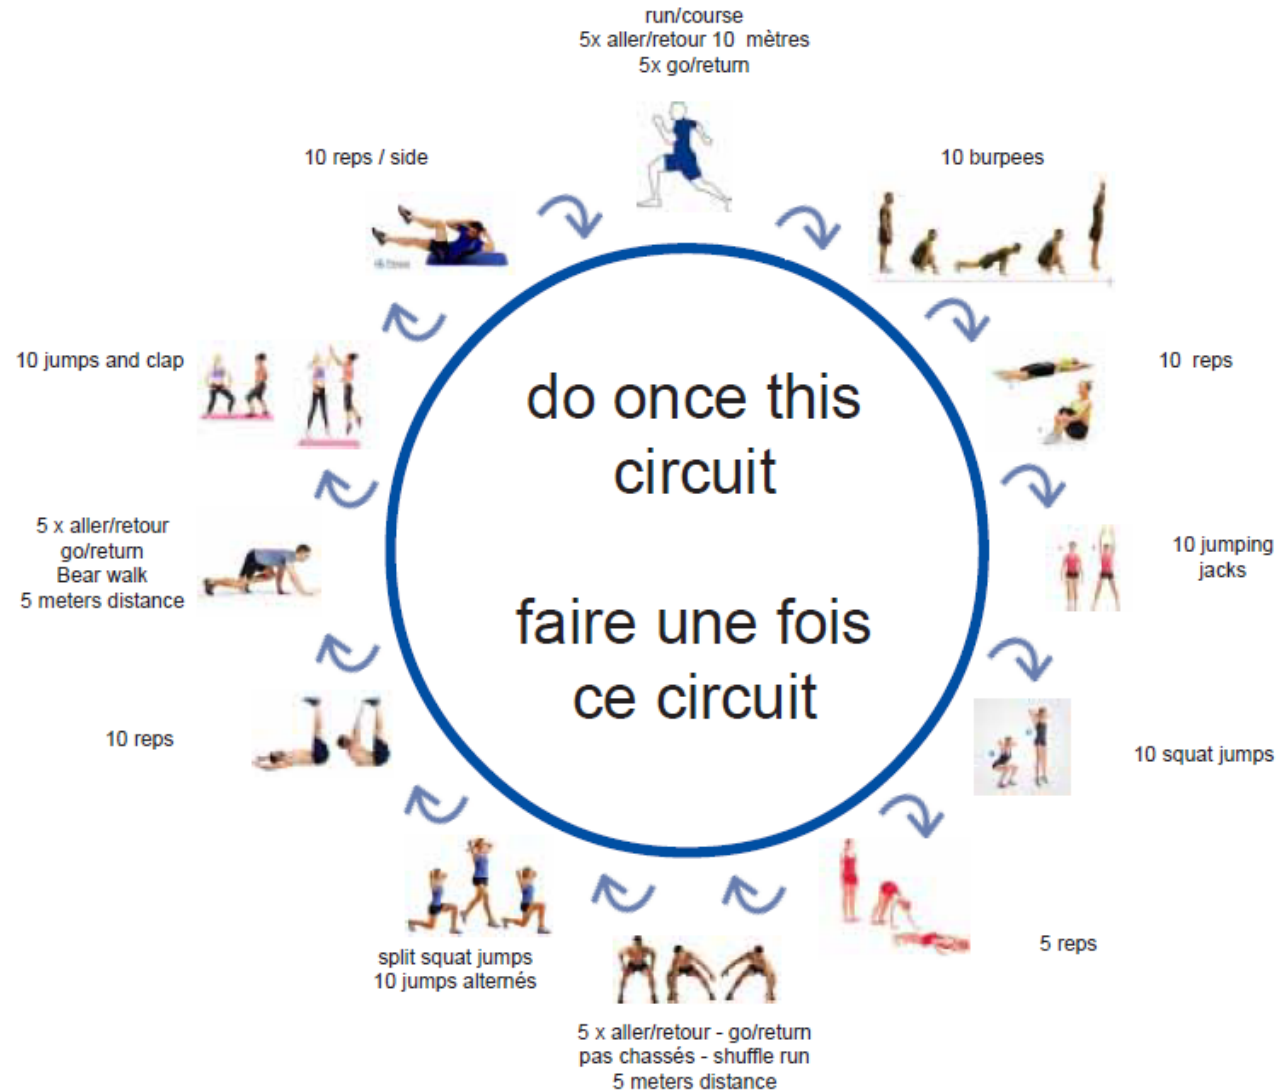 run/course
5x aller/retour 10 mètres
5x go/return
10 burpees
10 reps
10 jumping
jacks
10 squat jumps
5 reps
5 x aller/retour - go/return
pas chassés - shuffle run
5 meters distance
split squat jumps
10 jumps alternés
10 reps
5 x aller/retour
go/return
Bear walk
5 meters distance
10 jumps and clap
10 reps / side
do once this
circuit
faire une fois
ce circuit